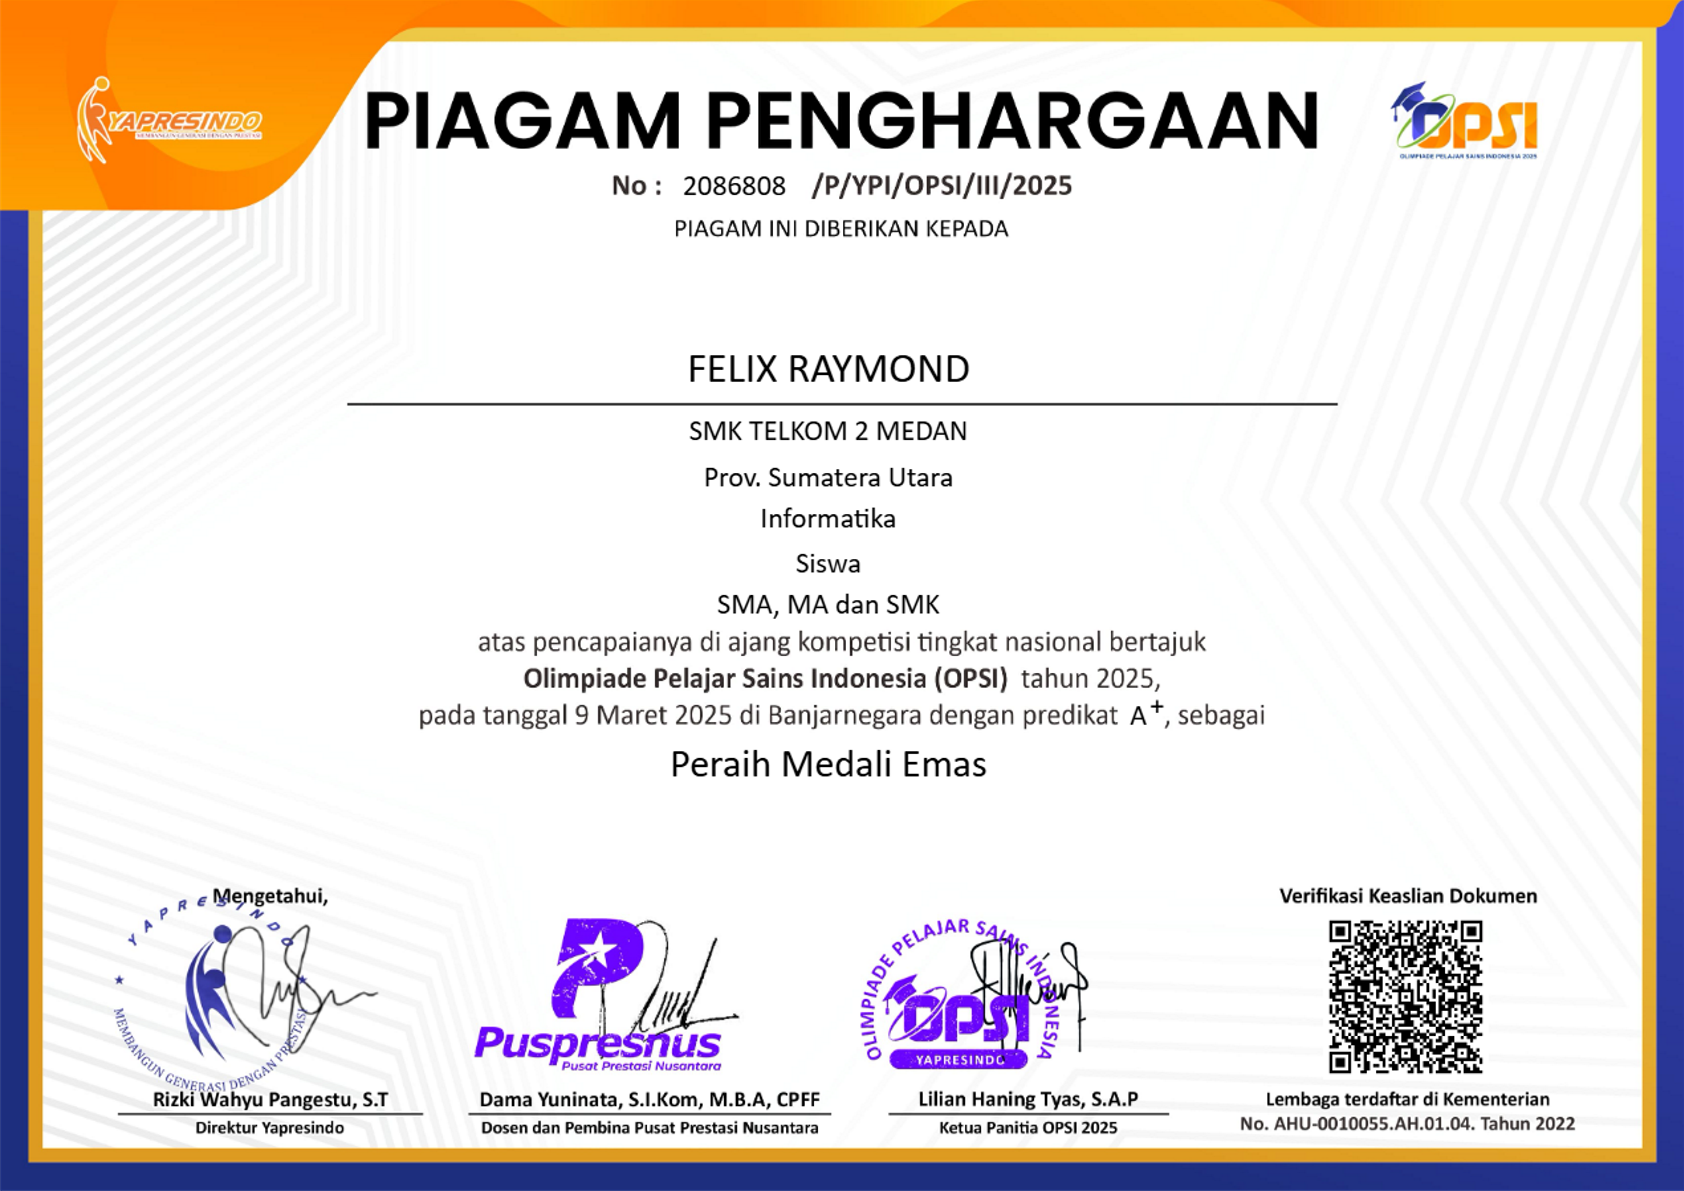 YAPRESINDO
MEMBANGUN GENERASI DENGAN PRESTASI
PIAGAM PENGHARGAAN
OPSI
OLIMPIADE PELAJAR SAINS INDONESIA 2025
No : 2086808 /P/YPI/OPSI/III/2025
PIAGAM INI DIBERIKAN KEPADA
FELIX RAYMOND
SMK TELKOM 2 MEDAN
Prov. Sumatera Utara
Informatika
Siswa
SMA, MA dan SMK
atas pencapaianya di ajang kompetisi tingkat nasional bertajuk
Olimpiade Pelajar Sains Indonesia (OPSI) tahun 2025,
pada tanggal 9 Maret 2025 di Banjarnegara dengan predikat A+, sebagai
Peraih Medali Emas
Mengetahui,
YAPRESINDO
MEMBANGUN GENERASI DENGAN PRESTASI
Rizki Wahyu Pangestu, S.T
Direktur Yapresindo
Puspresnus
Pusat Prestasi Nusantara
Dama Yuninata, S.I.Kom, M.B.A, CPFF
Dosen dan Pembina Pusat Prestasi Nusantara
OLIMPIADE PELAJAR SAINS INDONESIA
OPSI
YAPRESINDO
Lilian Haning Tyas, S.A.P
Ketua Panitia OPSI 2025
Verifikasi Keaslian Dokumen
Lembaga terdaftar di Kementerian
No. AHU-0010055.AH.01.04. Tahun 2022